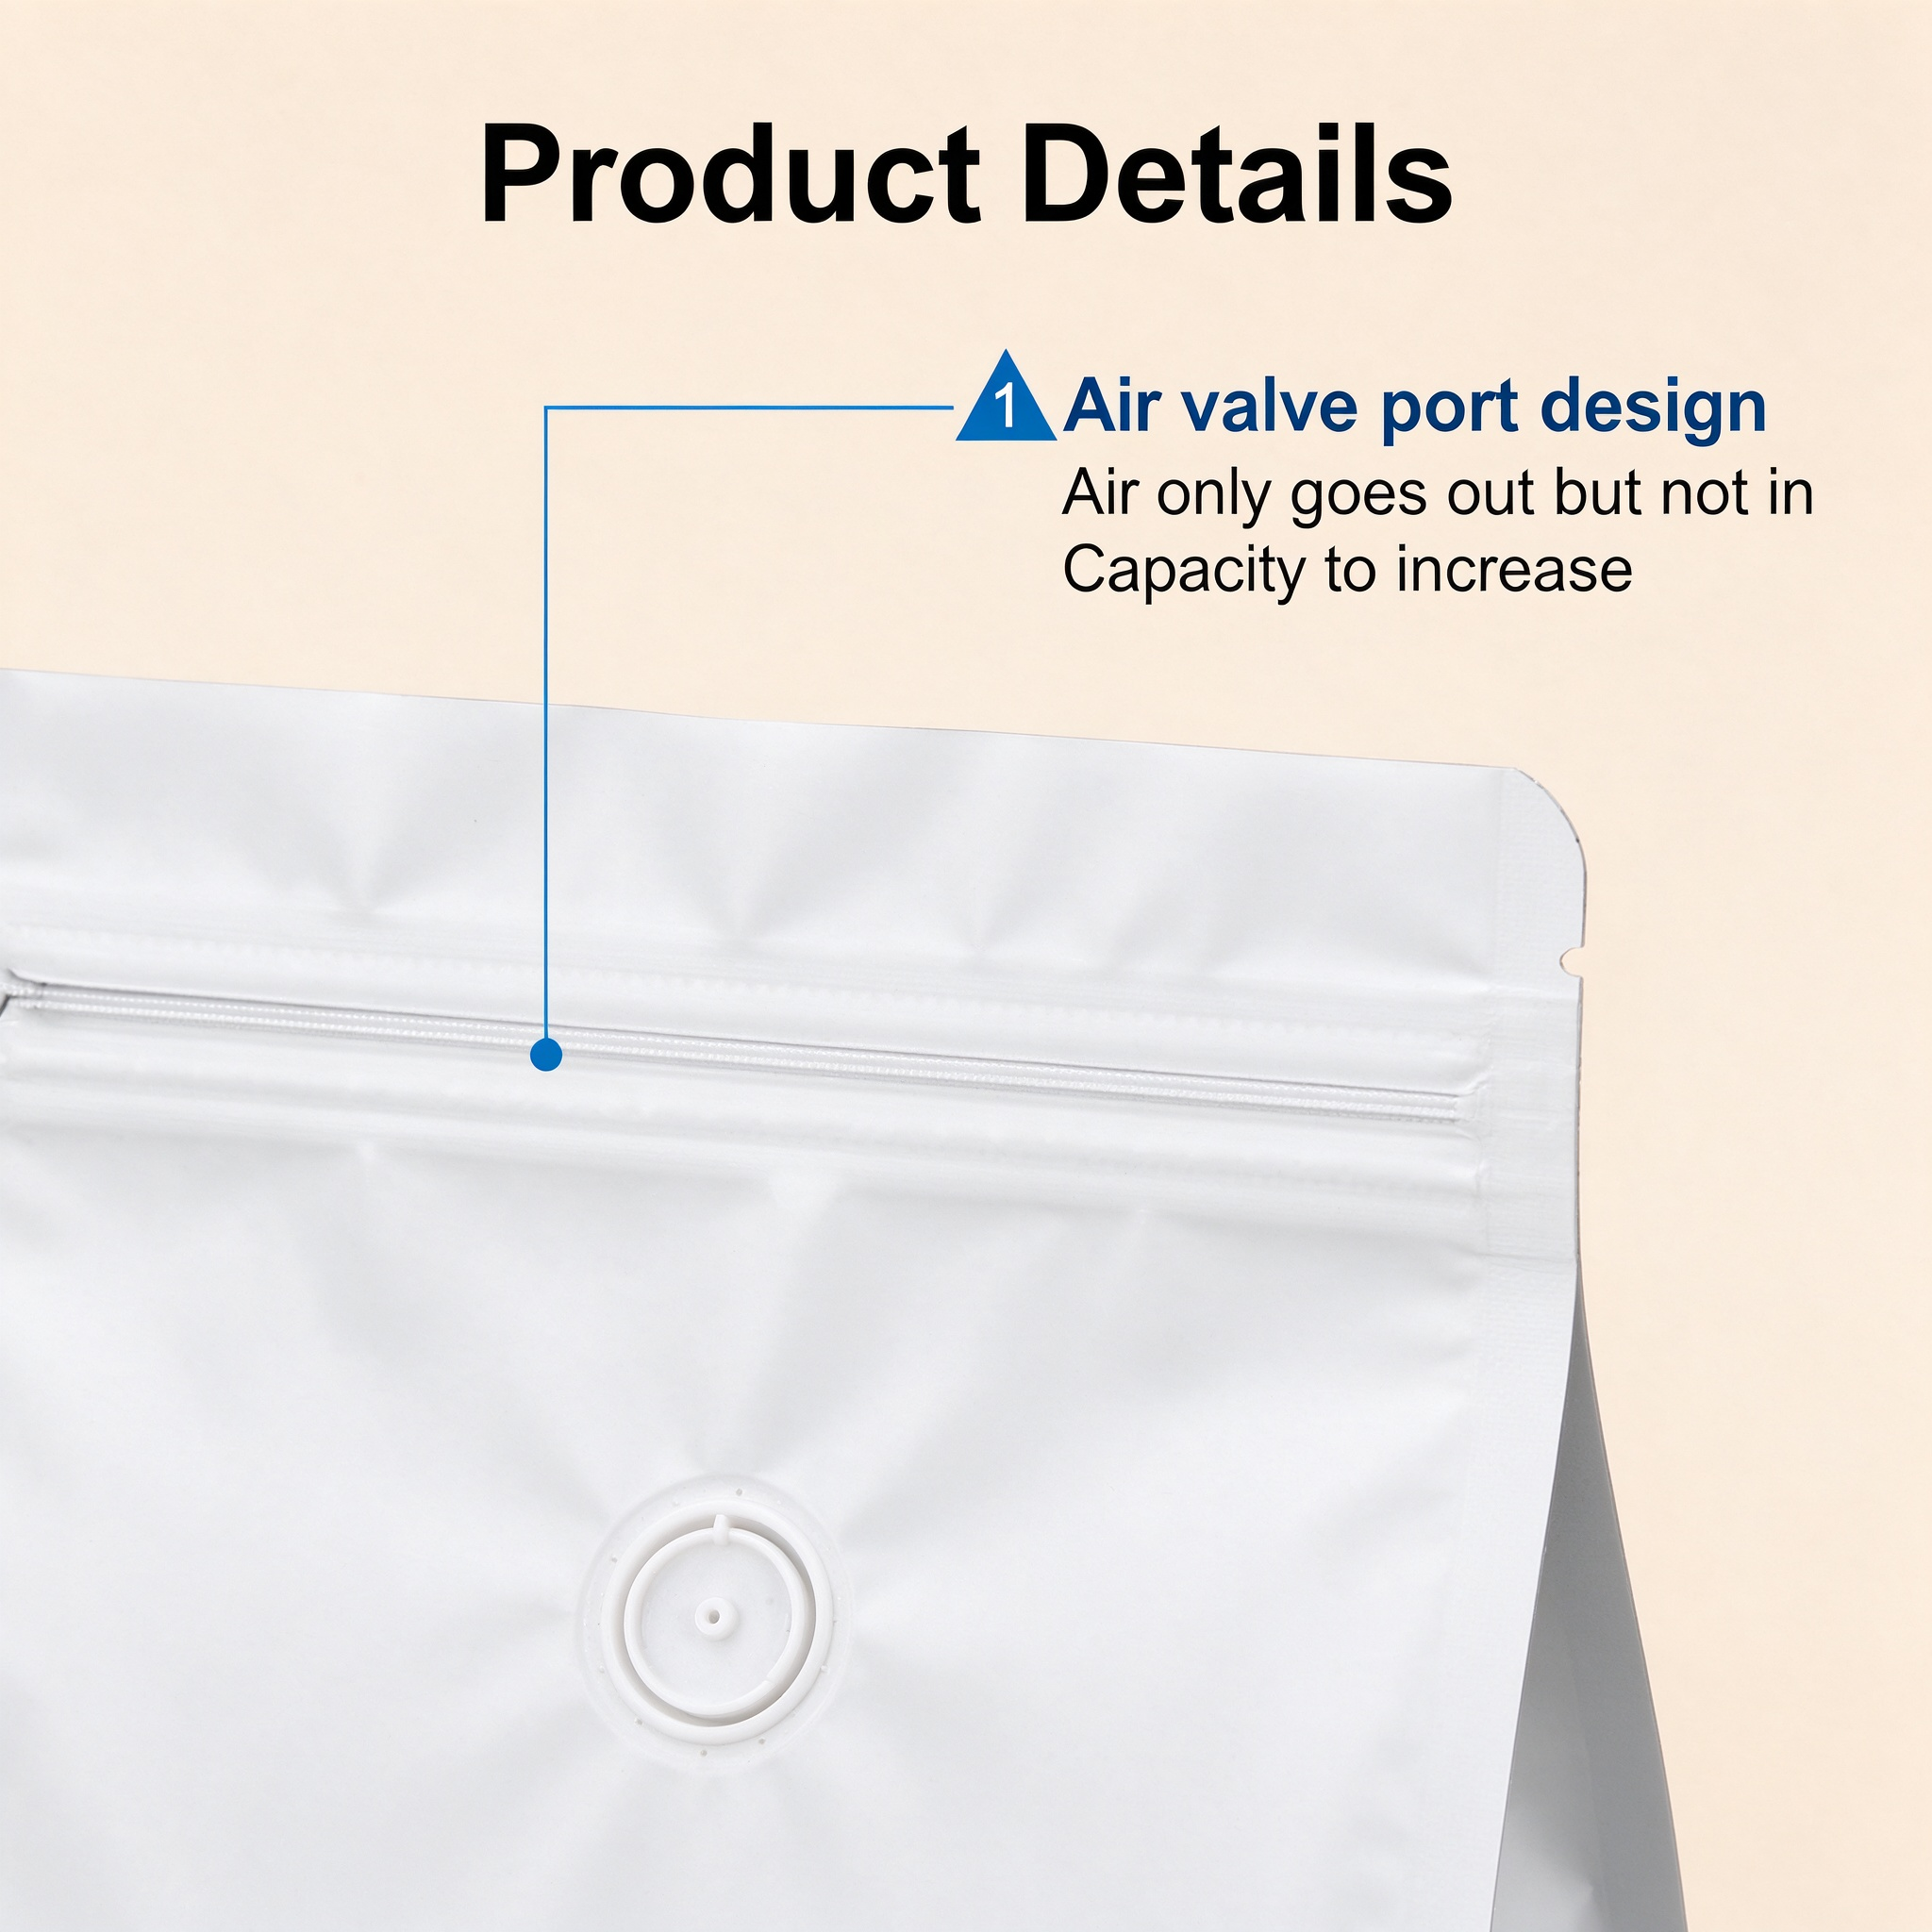 Product Details
1 Air valve port design
Air only goes out but not in
Capacity to increase